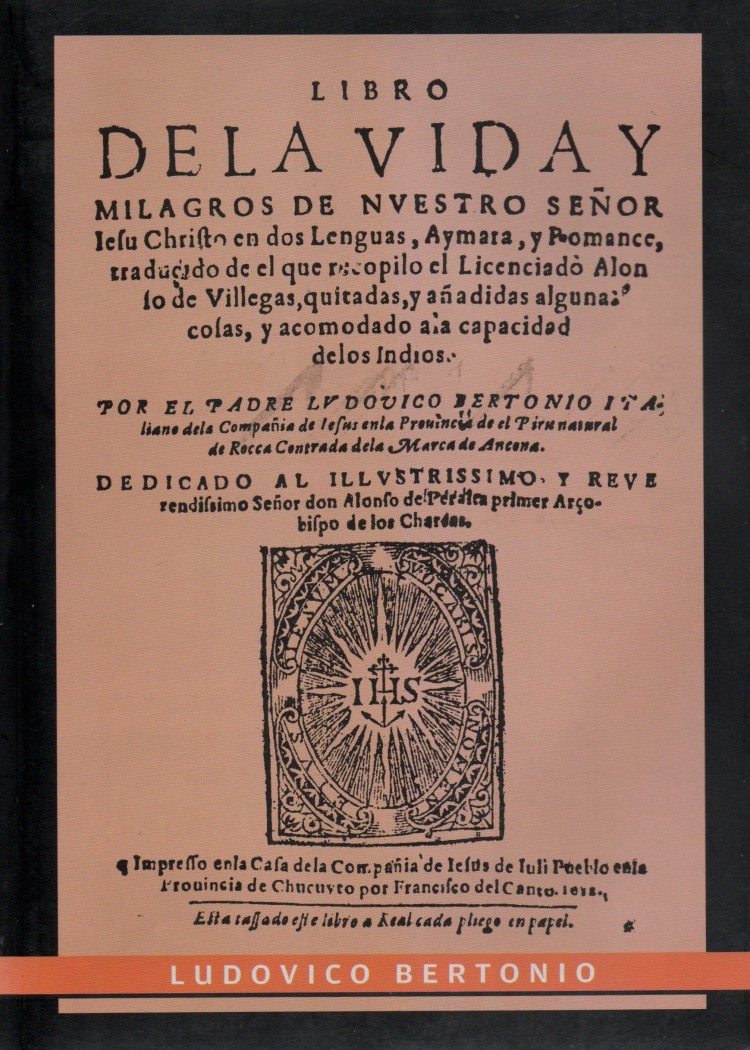 LIBRO
DE LA VIDA Y
MILAGROS DE NVESTRO SEÑOR
Iesu Christo en dos Lenguas, Aymara, y Romance,
traducido de el que recopilo el Licenciado Alon
so de Villegas, quitadas, y añadidas algunas
cosas, y acomodado ala capacidad
delos Indios.
POR EL PADRE LVDOVICO BERTONIO ITA-
liano dela Compañia de Iesus enla Prouincia de el Piru natural
de Rocca Contrada dela Marca de Ancona.
DEDICADO AL ILLVSTRISSIMO, Y REVE
rendissimo Señor don Alonso de Peralta primer Arço-
bispo de los Charcas.
IESVM VOCABIS
IHS
NOMEN EIVS
¶ Impresso enla Casa dela Compañia de Iesus de Iuli Pueblo enla
Prouincia de Chucuyto por Francisco del Canto. 1612.
Esta tassado este libro a Real cada pliego en papel.
LUDOVICO BERTONIO